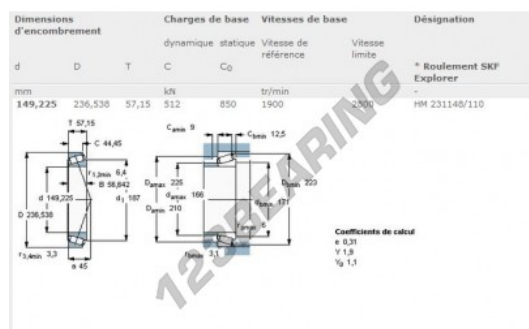 Dimensions d'encombrement Charges de base Vitesses de base Désignation
dynamique statique Vitesse de référence Vitesse limite
d D T C C₀ * Roulement SKF Explorer
mm kN tr/min -
149,225 236,538 57,15 512 850 1900 2600 HM 231148/110
T 57,15
C 44,45
r1,2min 6,4
B 56,642
d 149,225
d1 187
D 236,538
r3,4min 3,3
a 45
Camin 9
Cbmin 12,5
Damax 225
damax 166
Damin 210
Dbmin 223
dbmin 171
ramax 6
rbmax 3,1
Coefficients de calcul
e 0,31
Y 1,9
Y₀ 1,1
123BEARING